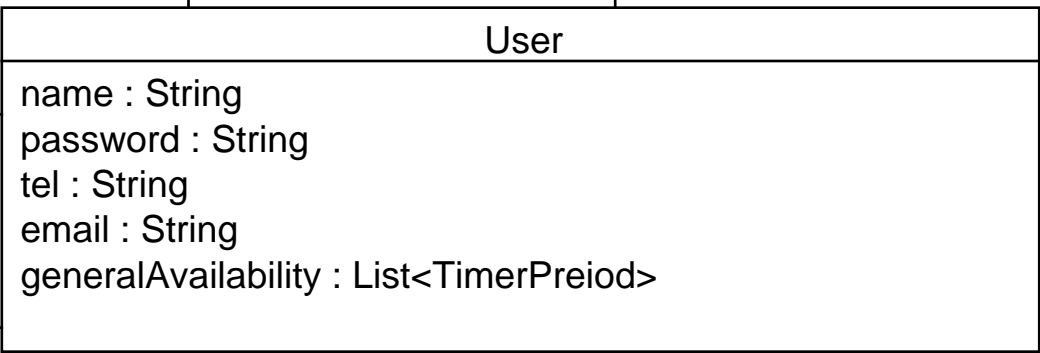 User
name : String
password : String
tel : String
email : String
generalAvailability : List<TimerPreiod>